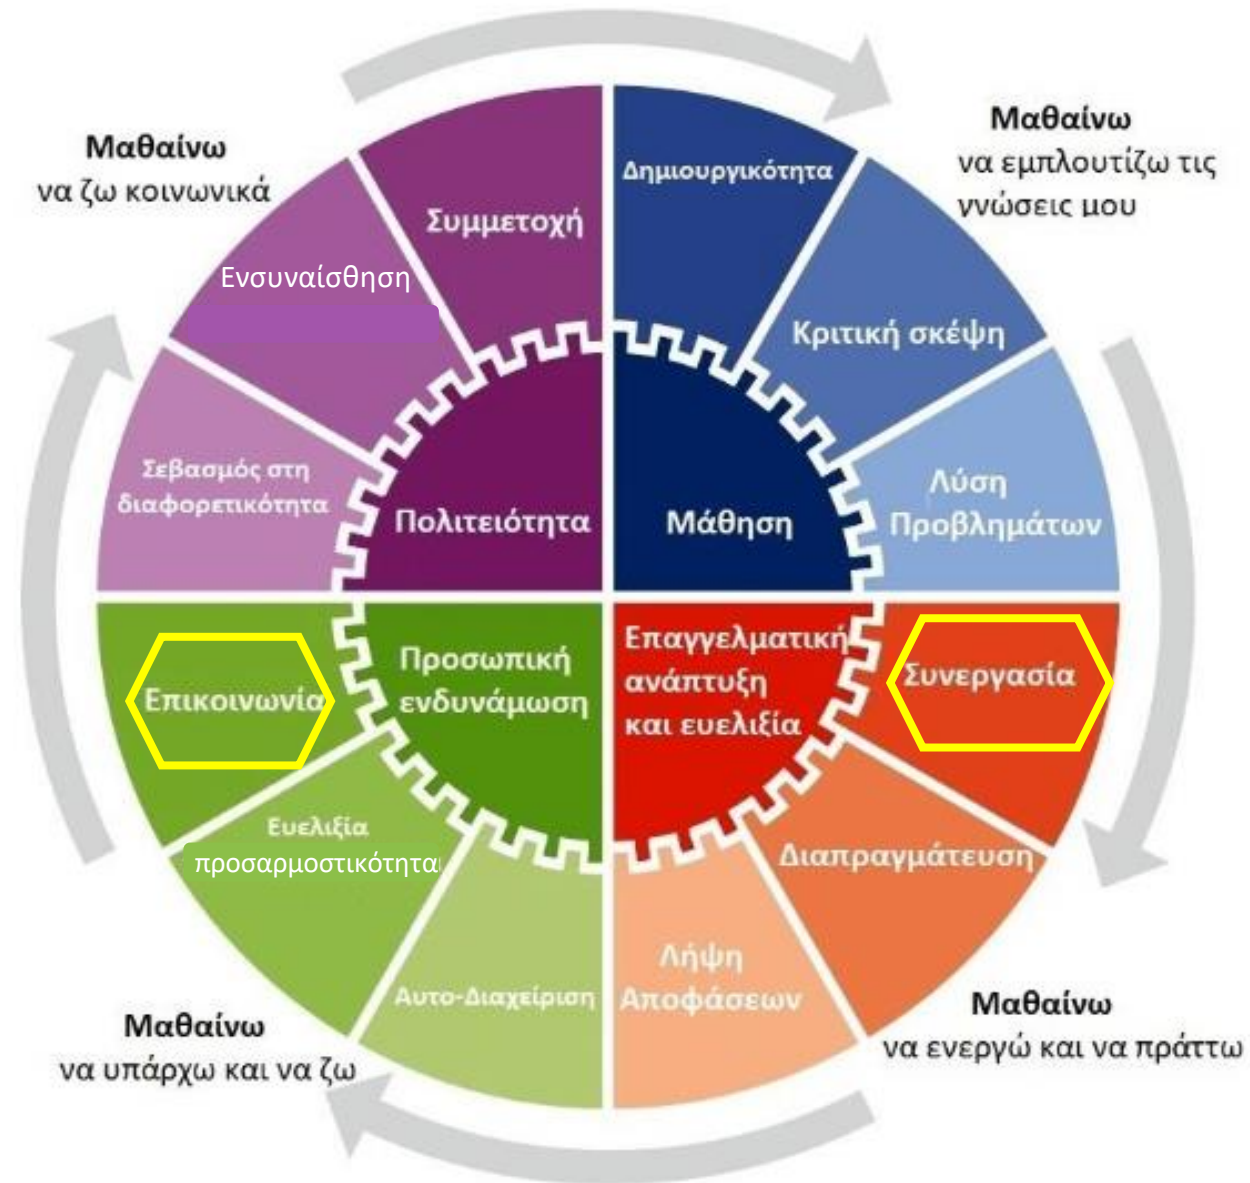 Μαθαίνω
να ζω κοινωνικά
Μαθαίνω
να εμπλουτίζω τις
γνώσεις μου
Συμμετοχή
Δημιουργικότητα
Ενσυναίσθηση
Κριτική σκέψη
Σεβασμός στη
διαφορετικότητα
Λύση
Προβλημάτων
Πολιτειότητα
Μάθηση
Προσωπική
ενδυνάμωση
Επαγγελματική
ανάπτυξη
και ευελιξία
Επικοινωνία
Συνεργασία
Ευελιξία
προσαρμοστικότητα
Διαπραγμάτευση
Αυτο-Διαχείριση
Λήψη
Αποφάσεων
Μαθαίνω
να υπάρχω και να ζω
Μαθαίνω
να ενεργώ και να πράττω